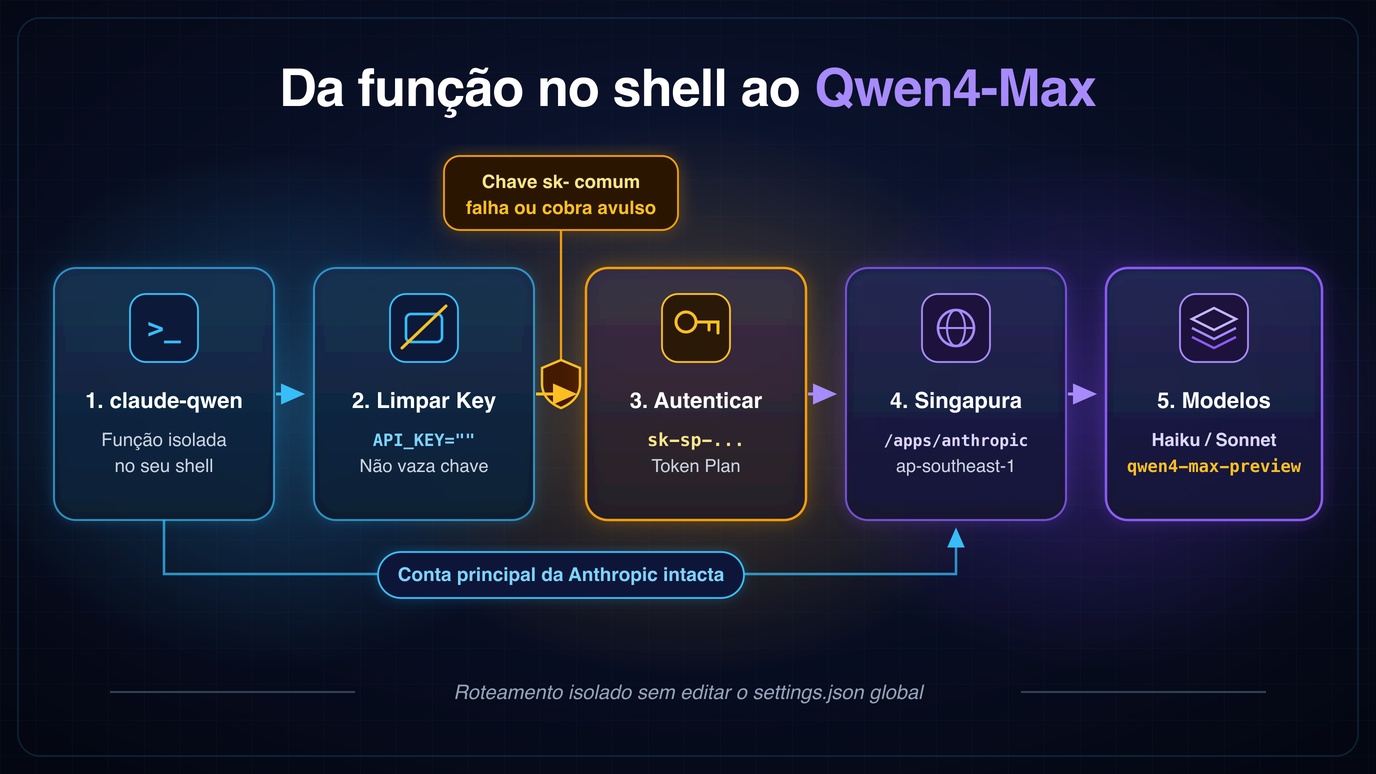 Da função no shell ao Qwen4-Max
Chave sk- comum
falha ou cobra avulso
>_
1. claude-qwen
Função isolada
no seu shell
2. Limpar Key
API_KEY=""
Não vaza chave
3. Autenticar
sk-sp-...
Token Plan
4. Singapura
/apps/anthropic
ap-southeast-1
5. Modelos
Haiku / Sonnet
qwen4-max-preview
Conta principal da Anthropic intacta
Roteamento isolado sem editar o settings.json global